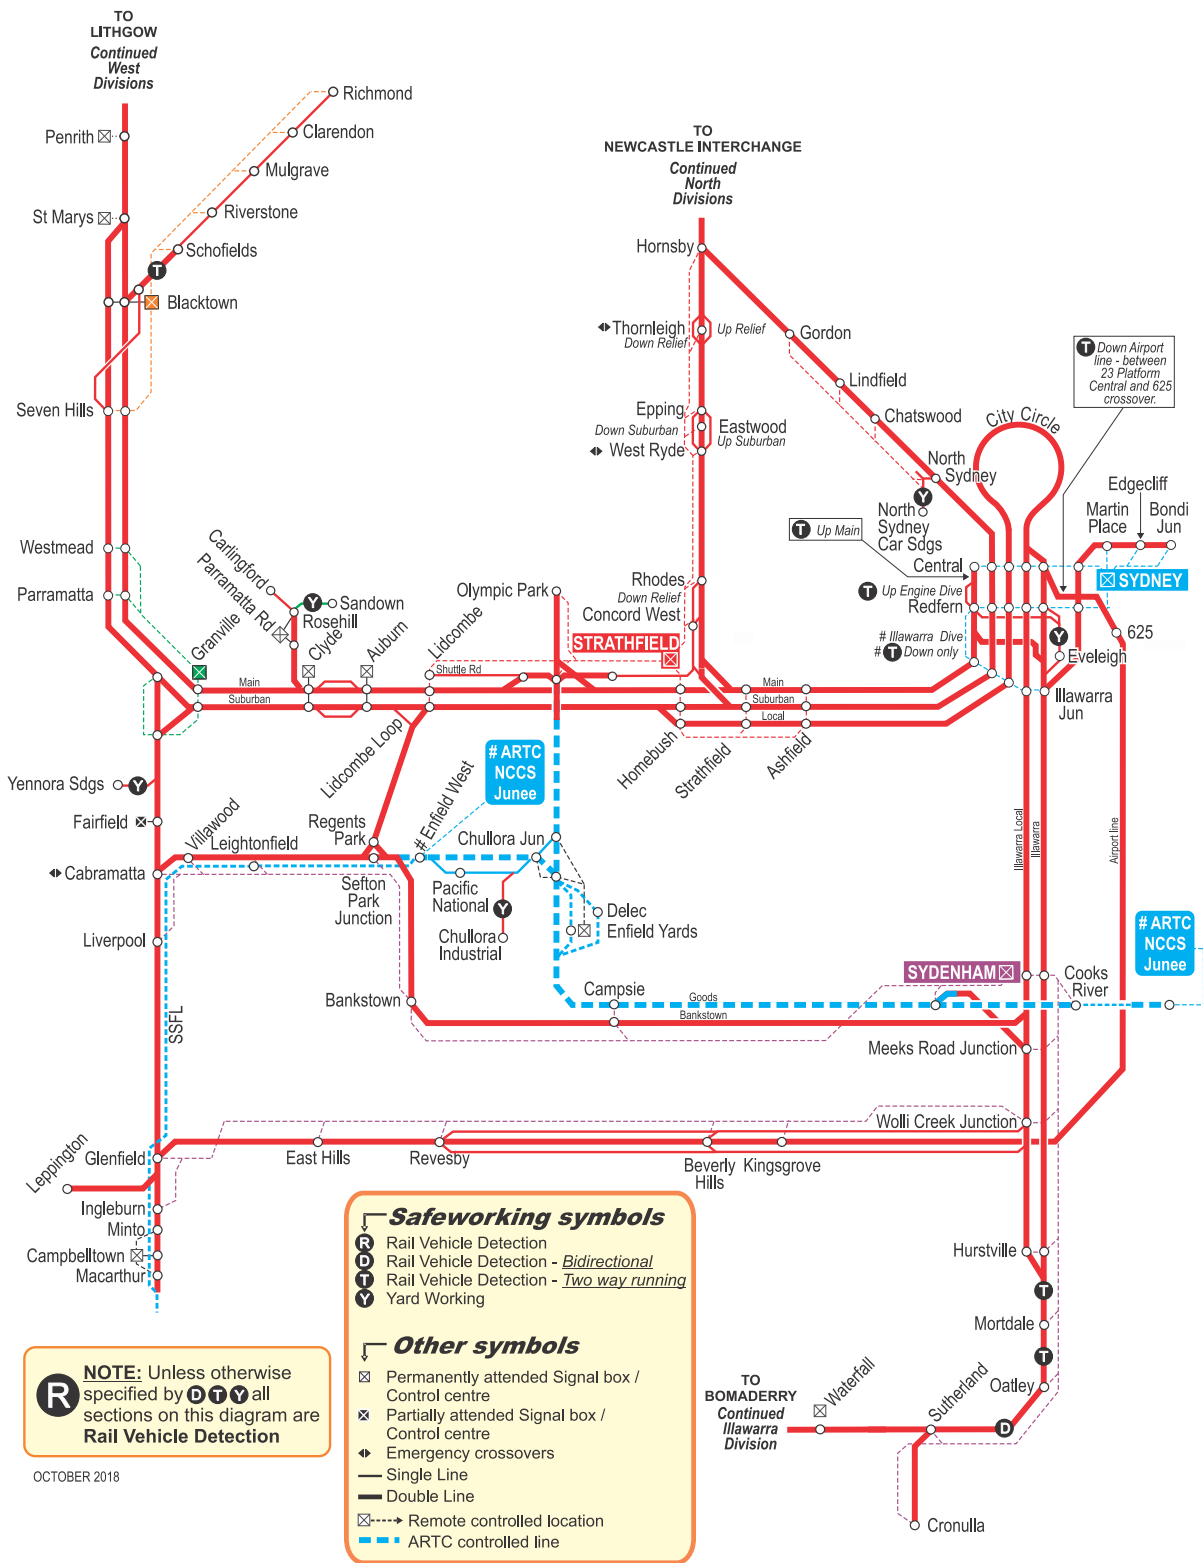 TO
LITHGOW
Continued
West
Divisions
Penrith
St Marys
Richmond
Clarendon
Mulgrave
Riverstone
Schofields
T
Blacktown
Seven Hills
Westmead
Parramatta
TO
NEWCASTLE INTERCHANGE
Continued
North
Divisions
Hornsby
Thornleigh
Down Relief
Up Relief
Gordon
Lindfield
Chatswood
Epping
Down Suburban
Eastwood
Up Suburban
West Ryde
North
Sydney
Y
North
Sydney
Car Sdgs
T Down Airport
line - between
23 Platform
Central and 625
crossover.
City Circle
Edgecliff
Martin
Place
Bondi
Jun
T Up Main
Central
SYDNEY
T Up Engine Dive
Redfern
# Illawarra Dive
# T Down only
Y
Eveleigh
625
Illawarra
Jun
Carlingford
Parramatta Rd
Y
Sandown
Rosehill
Granville
Clyde
Auburn
Lidcombe
Olympic Park
Rhodes
Down Relief
Concord West
STRATHFIELD
Shuttle Rd
Main
Suburban
Main
Suburban
Local
Lidcombe Loop
Homebush
Strathfield
Ashfield
# ARTC
NCCS
Junee
Yennora Sdgs
Y
Fairfield
Villawood
Leightonfield
Regents
Park
# Enfield West
Chullora Jun
Cabramatta
Sefton
Park
Junction
Pacific
National
Y
Chullora
Industrial
Delec
Enfield Yards
Liverpool
Illawarra Local
Illawarra
Airport line
# ARTC
NCCS
Junee
SYDENHAM
Cooks
River
Bankstown
Campsie
Goods
Bankstown
SSFL
Meeks Road Junction
Wolli Creek Junction
Leppington
Glenfield
East Hills
Revesby
Beverly
Hills
Kingsgrove
Ingleburn
Minto
Campbelltown
Macarthur
Hurstville
T
Mortdale
T
Oatley
Sutherland
Waterfall
D
TO
BOMADERRY
Continued
Illawarra
Division
Cronulla
Safeworking symbols
R Rail Vehicle Detection
D Rail Vehicle Detection - Bidirectional
T Rail Vehicle Detection - Two way running
Y Yard Working
Other symbols
Permanently attended Signal box /
Control centre
Partially attended Signal box /
Control centre
Emergency crossovers
Single Line
Double Line
Remote controlled location
ARTC controlled line
R
NOTE: Unless otherwise
specified by D T Y all
sections on this diagram are
Rail Vehicle Detection
OCTOBER 2018